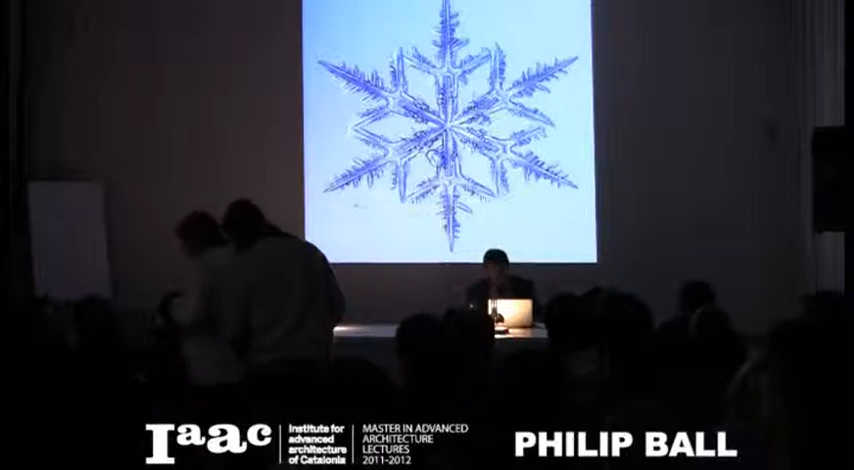 Iaac
Institute for
advanced
architecture
of Catalonia
MASTER IN ADVANCED
ARCHITECTURE
LECTURES
2011-2012
PHILIP BALL